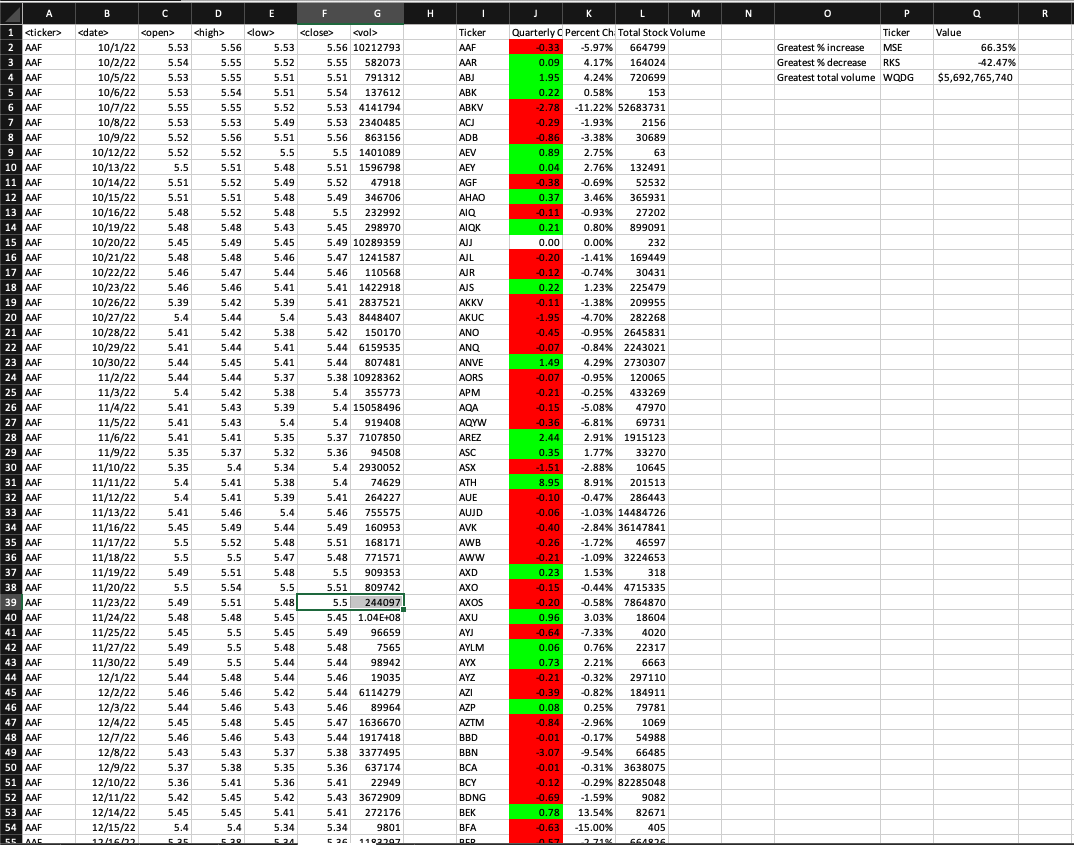 A B C D E F G H I J K L M N O P Q R
1 <ticker> <date> <open> <high> <low> <close> <vol> Ticker Quarterly C Percent Ch Total Stock Volume Ticker Value
2 AAF 10/1/22 5.53 5.56 5.53 5.56 10212793 AAF -0.33 -5.97% 664799 Greatest % increase MSE 66.35%
3 AAF 10/2/22 5.54 5.55 5.55 5.55 582073 AAR 0.09 4.17% 164024 Greatest % decrease RKS -42.47%
4 AAF 10/5/22 5.53 5.55 5.51 5.51 791312 ABJ 1.95 4.24% 720699 Greatest total volume WQDG $5,692,765,740
5 AAF 10/6/22 5.53 5.54 5.51 5.54 137612 ABK 0.22 0.58% 153
6 AAF 10/7/22 5.55 5.55 5.52 5.53 4141794 ABKV -2.78 -11.22% 52683731
7 AAF 10/8/22 5.53 5.53 5.49 5.53 2340485 ACJ -0.29 -1.93% 2156
8 AAF 10/9/22 5.52 5.56 5.51 5.56 863156 ADB -0.86 -3.38% 30689
9 AAF 10/12/22 5.52 5.52 5.5 5.5 1401089 AEV 0.89 2.75% 63
10 AAF 10/13/22 5.5 5.51 5.48 5.51 1596798 AEY 0.04 2.76% 132491
11 AAF 10/14/22 5.51 5.52 5.49 5.52 47918 AGF -0.38 -0.69% 52532
12 AAF 10/15/22 5.51 5.51 5.48 5.49 346706 AHAO 0.37 3.46% 365931
13 AAF 10/16/22 5.48 5.52 5.48 5.5 232992 AIQ -0.11 -0.93% 27202
14 AAF 10/19/22 5.48 5.48 5.43 5.45 298970 AIQK 0.21 0.80% 899091
15 AAF 10/20/22 5.45 5.49 5.45 5.49 10289359 AJJ 0.00 0.00% 232
16 AAF 10/21/22 5.48 5.48 5.46 5.47 1241587 AJL -0.20 -1.41% 169449
17 AAF 10/22/22 5.46 5.47 5.44 5.46 110568 AJR -0.12 -0.74% 30431
18 AAF 10/23/22 5.46 5.46 5.41 5.41 1422918 AJS 0.22 1.23% 225479
19 AAF 10/26/22 5.39 5.42 5.39 5.41 2837521 AKKV -0.11 -1.38% 209955
20 AAF 10/27/22 5.4 5.44 5.4 5.43 8448407 AKUC -1.95 -4.70% 282268
21 AAF 10/28/22 5.41 5.42 5.38 5.42 150170 ANO -0.45 -0.95% 2645831
22 AAF 10/29/22 5.41 5.44 5.41 5.44 6159535 ANQ -0.07 -0.84% 2243021
23 AAF 10/30/22 5.44 5.45 5.41 5.44 807481 ANVE 1.49 4.29% 2730307
24 AAF 11/2/22 5.44 5.44 5.37 5.38 10928362 AORS -0.07 -0.95% 120065
25 AAF 11/3/22 5.4 5.42 5.38 5.4 355773 APM -0.21 -0.25% 433269
26 AAF 11/4/22 5.41 5.43 5.39 5.4 15058496 AQA -0.15 -5.08% 47970
27 AAF 11/5/22 5.41 5.43 5.4 5.4 919408 AQYW -0.36 -6.81% 69731
28 AAF 11/6/22 5.41 5.41 5.35 5.37 7107850 AREZ 2.44 2.91% 1915123
29 AAF 11/9/22 5.35 5.37 5.32 5.36 94508 ASC 0.35 1.77% 33270
30 AAF 11/10/22 5.35 5.4 5.34 5.4 2930052 ASX -1.51 -2.88% 10645
31 AAF 11/11/22 5.4 5.41 5.38 5.4 74629 ATH 8.95 8.91% 201513
32 AAF 11/12/22 5.4 5.41 5.39 5.41 264227 AUE -0.10 -0.47% 286443
33 AAF 11/13/22 5.41 5.46 5.4 5.46 755575 AUJD -0.06 -1.03% 14484726
34 AAF 11/16/22 5.45 5.49 5.44 5.49 160953 AVK -0.40 -2.84% 36147841
35 AAF 11/17/22 5.5 5.52 5.48 5.51 168171 AWB -0.26 -1.72% 46597
36 AAF 11/18/22 5.5 5.5 5.47 5.48 771571 AWW -0.21 -1.09% 3224653
37 AAF 11/19/22 5.49 5.51 5.48 5.5 909353 AXD 0.23 1.53% 318
38 AAF 11/20/22 5.5 5.54 5.5 5.51 809742 AXO -0.15 -0.44% 4715335
39 AAF 11/23/22 5.49 5.51 5.48 5.5 244097 AXOS -0.20 -0.58% 7864870
40 AAF 11/24/22 5.48 5.48 5.45 5.45 1.04E+08 AXU 0.96 3.03% 18604
41 AAF 11/25/22 5.45 5.5 5.45 5.49 96659 AYJ -0.64 -7.33% 4020
42 AAF 11/27/22 5.49 5.5 5.48 5.48 7565 AYLM 0.06 0.76% 22317
43 AAF 11/30/22 5.49 5.5 5.44 5.44 98942 AYX 0.73 2.21% 6663
44 AAF 12/1/22 5.44 5.48 5.44 5.46 19035 AYZ -0.21 -0.32% 297110
45 AAF 12/2/22 5.46 5.46 5.42 5.44 6114279 AZI -0.39 -0.82% 184911
46 AAF 12/3/22 5.44 5.46 5.43 5.46 89964 AZP 0.08 0.25% 79781
47 AAF 12/4/22 5.45 5.48 5.45 5.47 1636670 AZTM -0.84 -2.96% 1069
48 AAF 12/7/22 5.46 5.46 5.43 5.44 1917418 BBD -0.01 -0.17% 54988
49 AAF 12/8/22 5.43 5.43 5.37 5.38 3377495 BBN -3.07 -9.54% 66485
50 AAF 12/9/22 5.37 5.38 5.35 5.36 637174 BCA -0.01 -0.31% 3638075
51 AAF 12/10/22 5.36 5.41 5.36 5.41 22949 BCY -0.12 -0.29% 82285048
52 AAF 12/11/22 5.42 5.45 5.42 5.43 3672909 BDNG -0.69 -1.59% 9082
53 AAF 12/14/22 5.45 5.45 5.41 5.41 272176 BEK 0.78 13.54% 82671
54 AAF 12/15/22 5.4 5.4 5.34 5.34 9801 BFA -0.63 -15.00% 405
55 AAF 12/16/22 5.35 5.38 5.34 5.36